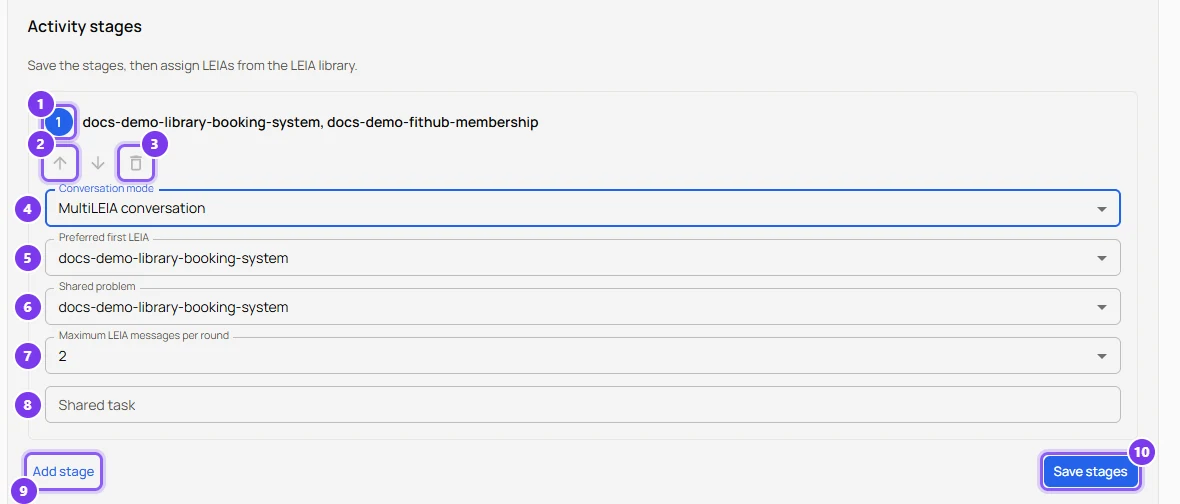 Activity stages
Save the stages, then assign LEIAs from the LEIA library.
1
1 docs-demo-library-booking-system, docs-demo-fithub-membership
2
3
Conversation mode
4 MultiLEIA conversation
Preferred first LEIA
5 docs-demo-library-booking-system
Shared problem
6 docs-demo-library-booking-system
Maximum LEIA messages per round
7 2
8 Shared task
10
Add stage Save stages
9